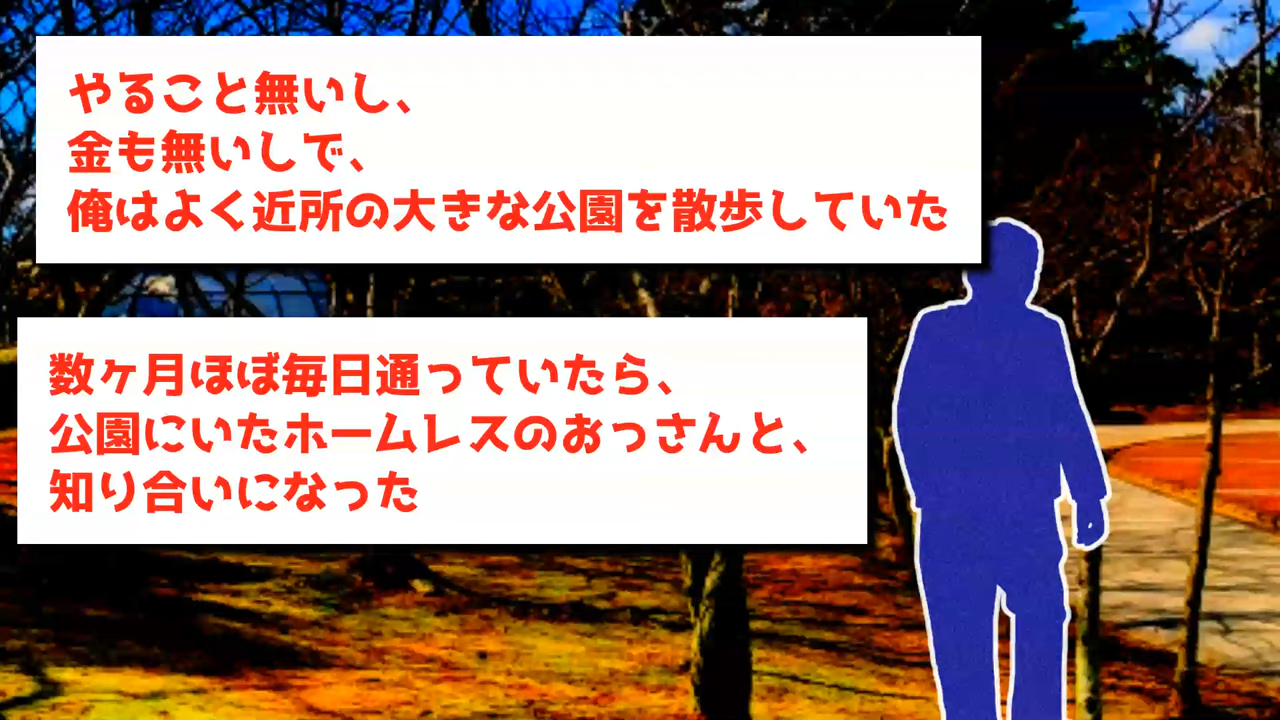 やること無いし、
金も無いしで、
俺はよく近所の大きな公園を散歩していた
数ヶ月ほぼ毎日通っていたら、
公園にいたホームレスのおっさんと、
知り合いになった